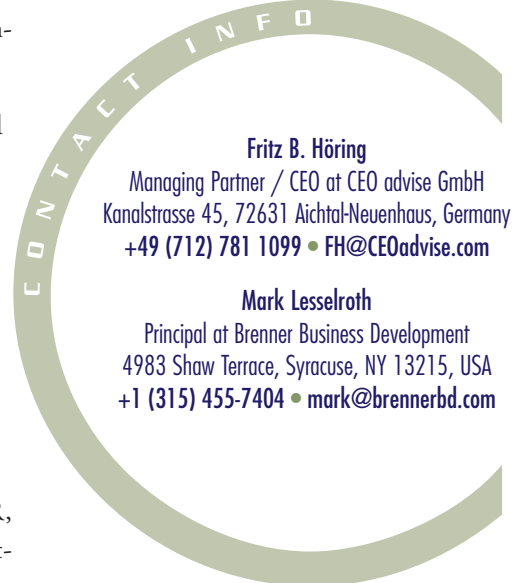 CONTACT INFO
Fritz B. Höring
Managing Partner / CEO at CEO advise GmbH
Kanalstrasse 45, 72631 Aichtal-Neuenhaus, Germany
+49 (712) 781 1099 • FH@CEOadvise.com
Mark Lesselroth
Principal at Brenner Business Development
4983 Shaw Terrace, Syracuse, NY 13215, USA
+1 (315) 455-7404 • mark@brennerbd.com